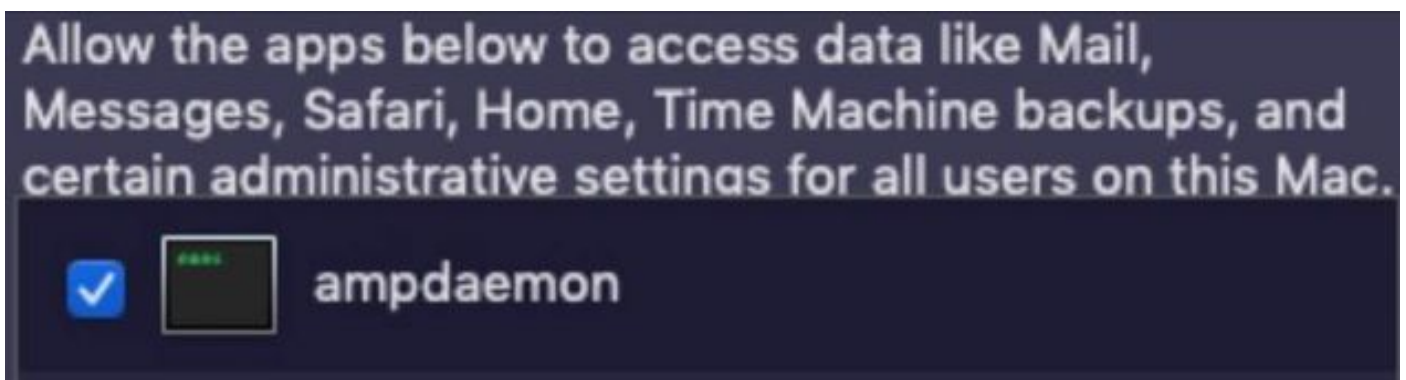 Allow the apps below to access data like Mail,
Messages, Safari, Home, Time Machine backups, and
certain administrative settings for all users on this Mac.
ampdaemon